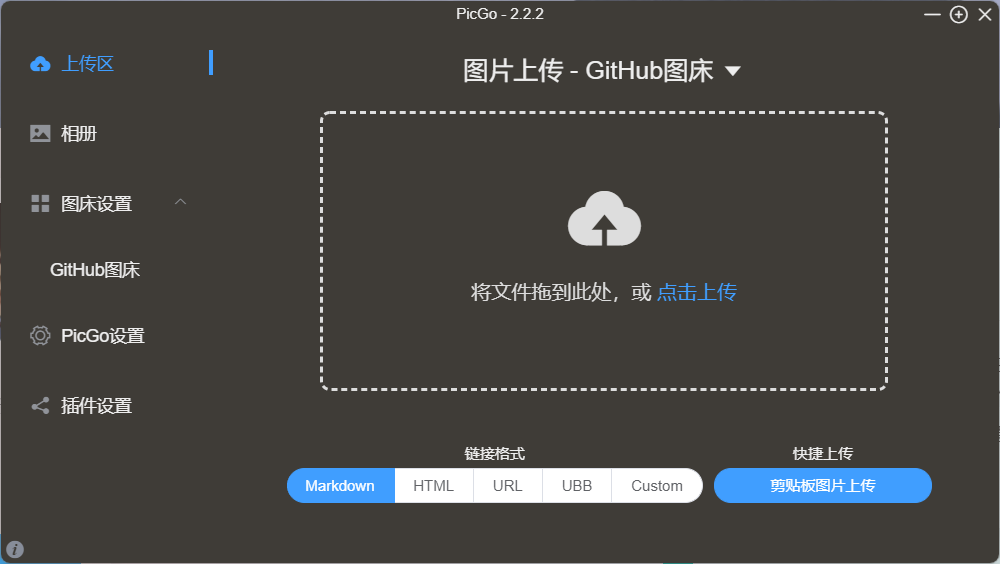 PicGo - 2.2.2
上传区
相册
图床设置
GitHub图床
PicGo设置
插件设置
图片上传 - GitHub图床
将文件拖到此处，或 点击上传
链接格式
Markdown HTML URL UBB Custom
快捷上传
剪贴板图片上传